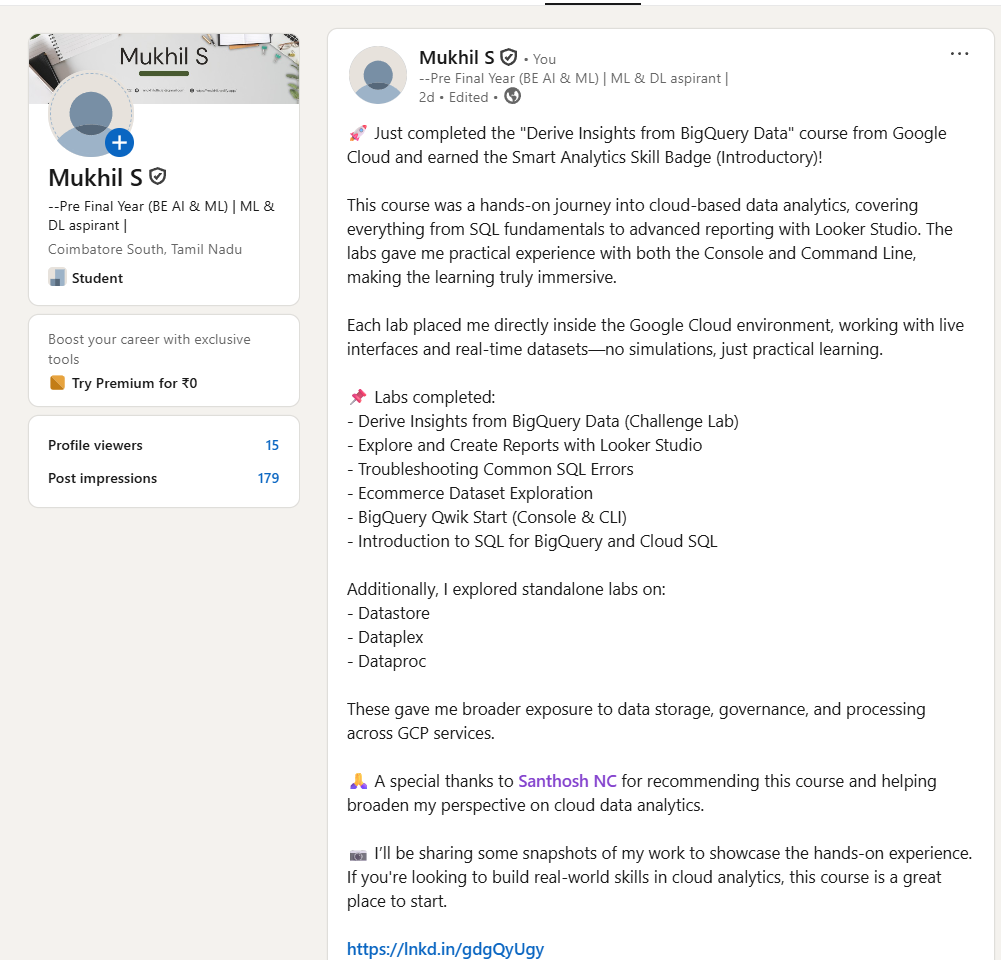 Mukhil S
Mukhil S
--Pre Final Year (BE AI & ML) | ML &
DL aspirant |
Coimbatore South, Tamil Nadu
Student
Boost your career with exclusive
tools
Try Premium for ₹0
Profile viewers 15
Post impressions 179
Mukhil S • You
--Pre Final Year (BE AI & ML) | ML & DL aspirant |
2d • Edited •
🚀 Just completed the "Derive Insights from BigQuery Data" course from Google
Cloud and earned the Smart Analytics Skill Badge (Introductory)!
This course was a hands-on journey into cloud-based data analytics, covering
everything from SQL fundamentals to advanced reporting with Looker Studio. The
labs gave me practical experience with both the Console and Command Line,
making the learning truly immersive.
Each lab placed me directly inside the Google Cloud environment, working with live
interfaces and real-time datasets—no simulations, just practical learning.
📌 Labs completed:
- Derive Insights from BigQuery Data (Challenge Lab)
- Explore and Create Reports with Looker Studio
- Troubleshooting Common SQL Errors
- Ecommerce Dataset Exploration
- BigQuery Qwik Start (Console & CLI)
- Introduction to SQL for BigQuery and Cloud SQL
Additionally, I explored standalone labs on:
- Datastore
- Dataplex
- Dataproc
These gave me broader exposure to data storage, governance, and processing
across GCP services.
🙏 A special thanks to Santhosh NC for recommending this course and helping
broaden my perspective on cloud data analytics.
📷 I’ll be sharing some snapshots of my work to showcase the hands-on experience.
If you're looking to build real-world skills in cloud analytics, this course is a great
place to start.
https://lnkd.in/gdgQyUgy